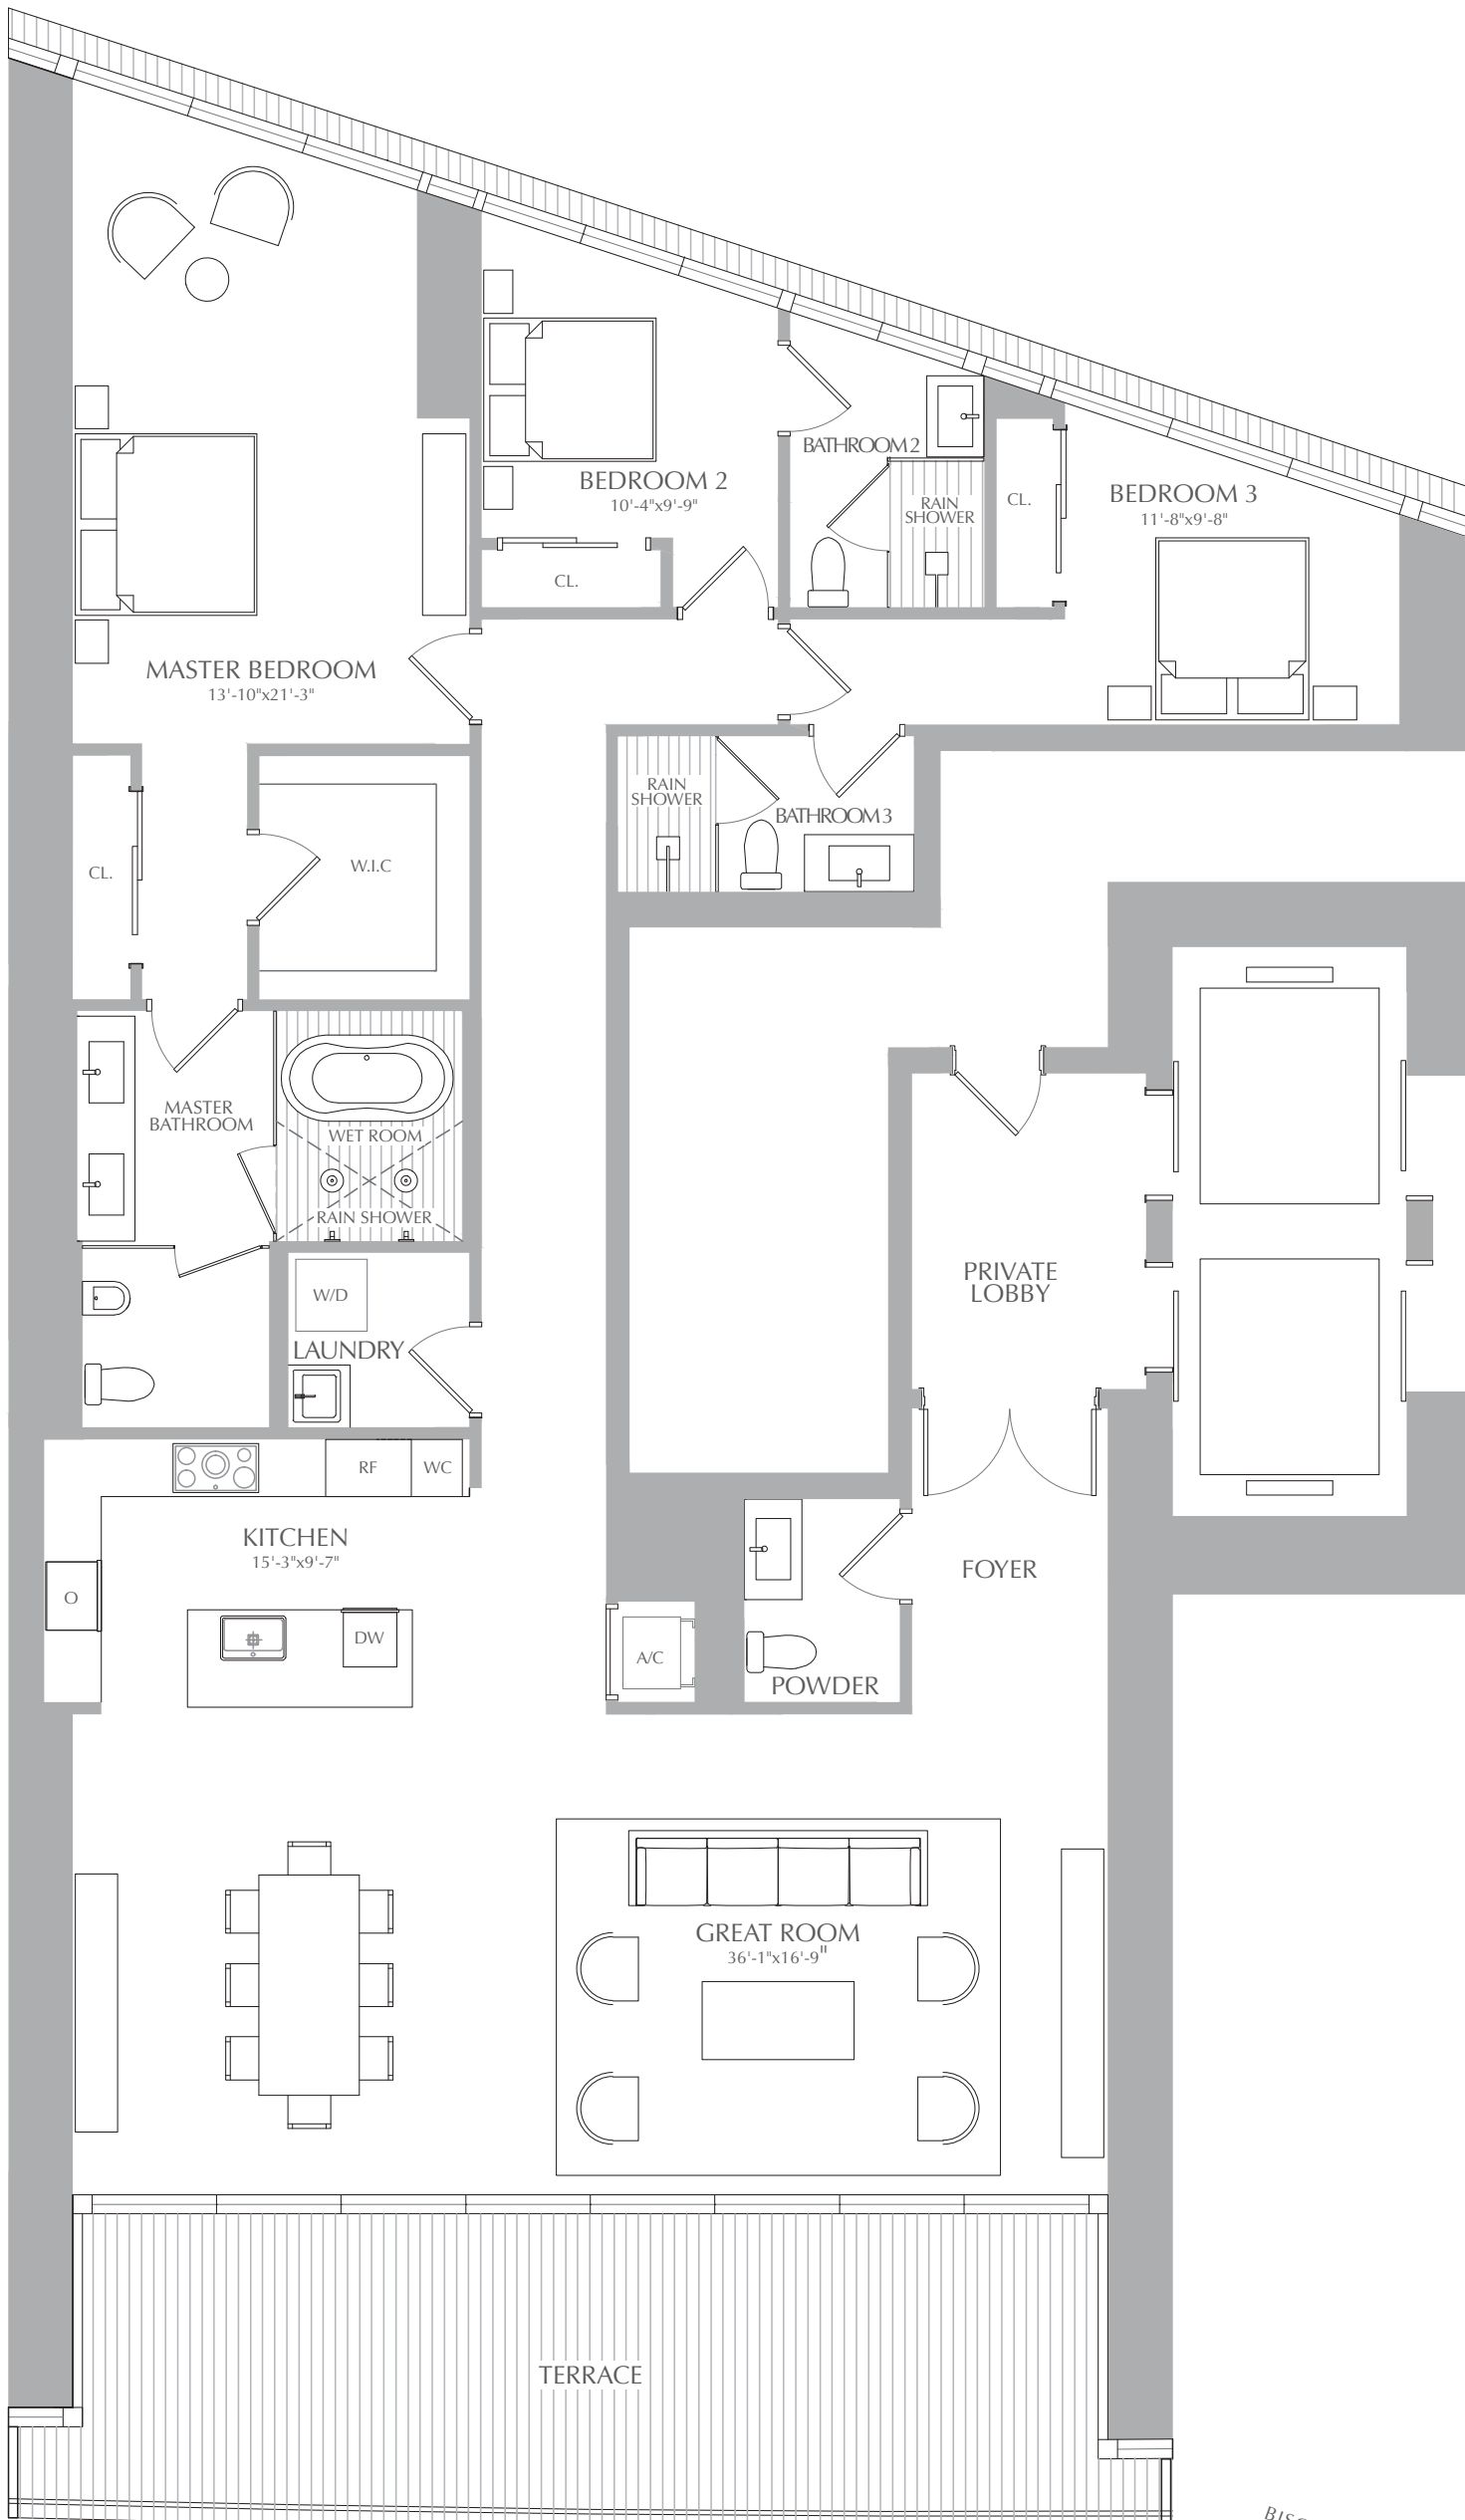 BATHROOM 2
BEDROOM 2
10'-4"x9'-9"
RAIN
SHOWER
CL.
BEDROOM 3
11'-8"x9'-8"
CL.
MASTER BEDROOM
13'-10"x21'-3"
RAIN
SHOWER
BATHROOM 3
CL.
W.I.C
MASTER
BATHROOM
WET ROOM
RAIN SHOWER
PRIVATE
LOBBY
W/D
LAUNDRY
RF
WC
KITCHEN
15'-3"x9'-7"
FOYER
O
DW
A/C
POWDER
GREAT ROOM
36'-1"x16'-9"
TERRACE